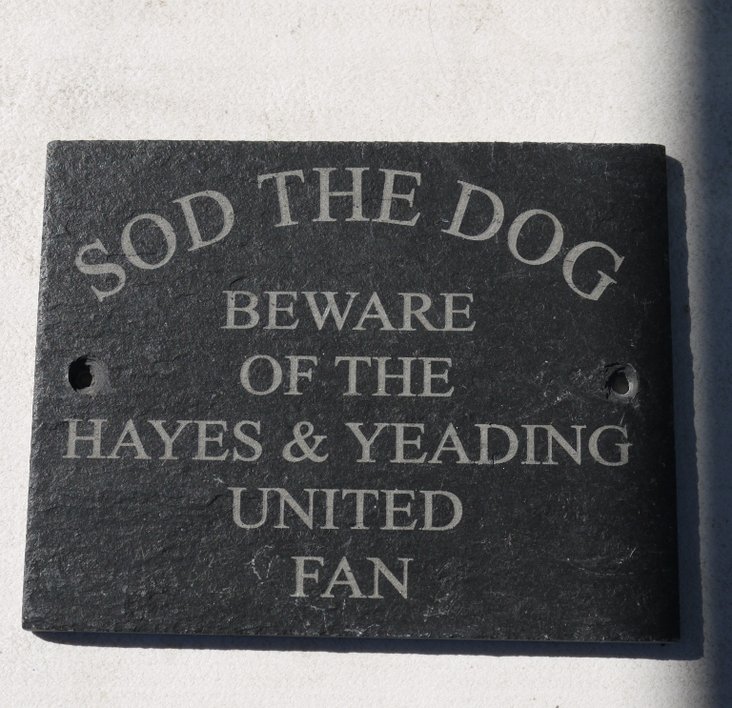 SOD THE DOG
BEWARE
OF THE
HAYES & YEADING
UNITED
FAN